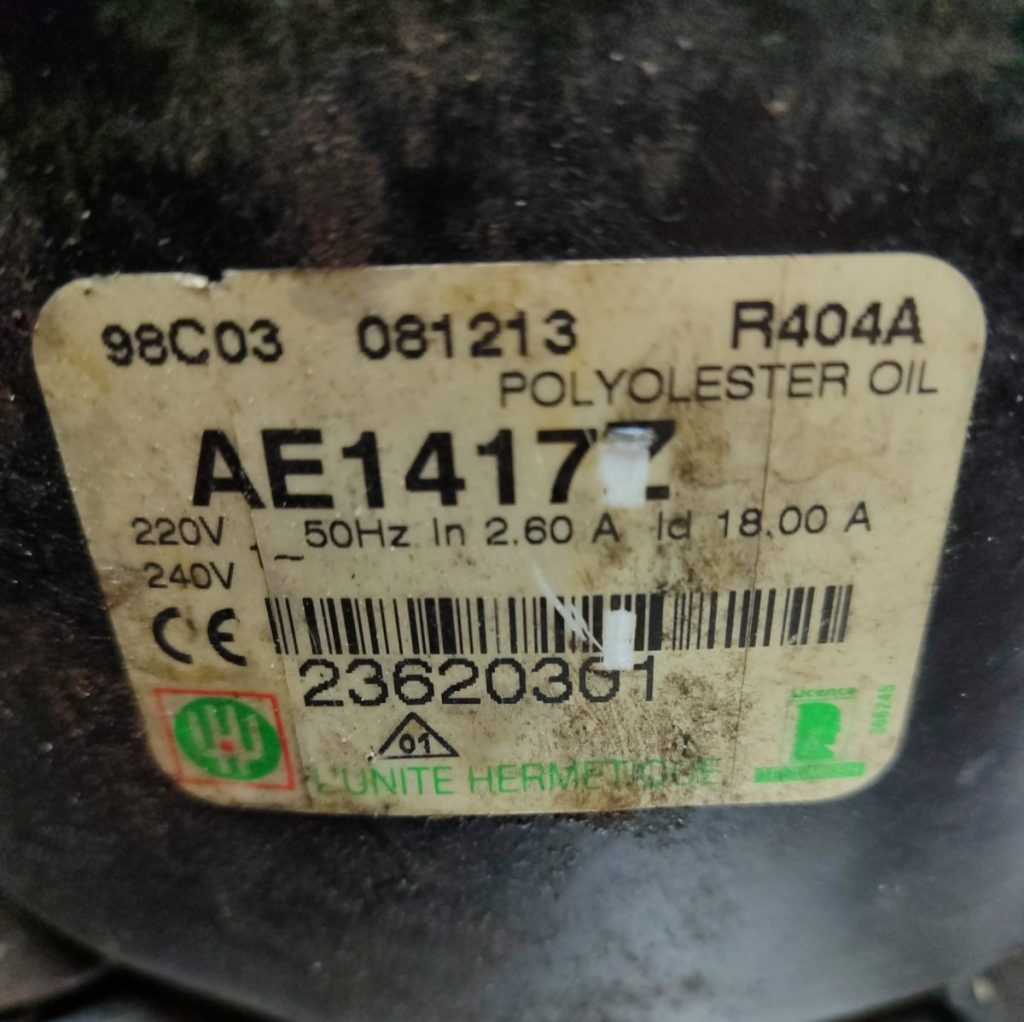 98C03 081213 R404A
POLYOLESTER OIL
AE1417Z
220V _ 50Hz In 2.60 A Id 18.00 A
240V
CE
23620301
01
L'UNITE HERMETIQUE
Licence